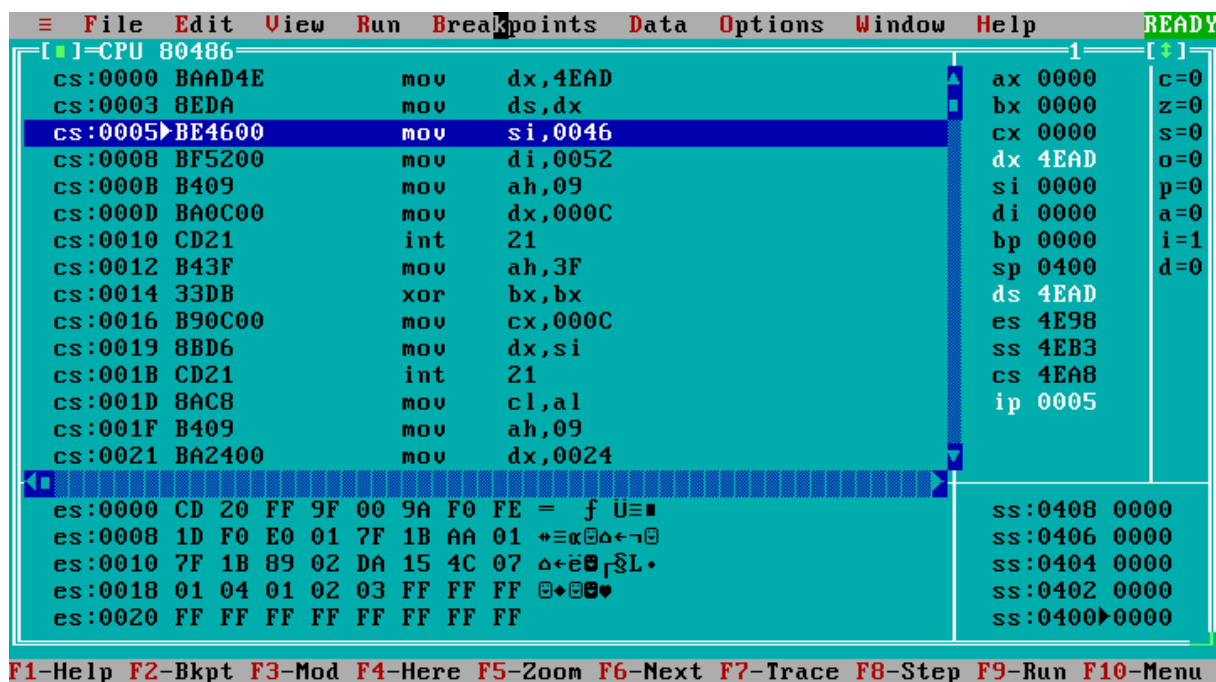 ≡ File Edit View Run Breakpoints Data Options Window Help READY
[■]=CPU 80486 1 [↕]
cs:0000 BAAD4E mov dx,4EAD ax 0000 c=0
cs:0003 8EDA mov ds,dx bx 0000 z=0
cs:0005►BE4600 mov si,0046 cx 0000 s=0
cs:0008 BF5200 mov di,0052 dx 4EAD o=0
cs:000B B409 mov ah,09 si 0000 p=0
cs:000D BA0C00 mov dx,000C di 0000 a=0
cs:0010 CD21 int 21 bp 0000 i=1
cs:0012 B43F mov ah,3F sp 0400 d=0
cs:0014 33DB xor bx,bx ds 4EAD
cs:0016 B90C00 mov cx,000C es 4E98
cs:0019 8BD6 mov dx,si ss 4EB3
cs:001B CD21 int 21 cs 4EA8
cs:001D 8AC8 mov cl,al ip 0005
cs:001F B409 mov ah,09
cs:0021 BA2400 mov dx,0024
es:0000 CD 20 FF 9F 00 9A F0 FE = ƒ Ü≡■ ss:0408 0000
es:0008 1D F0 E0 01 7F 1B AA 01 ↔≡α☺⌂←¬☺ ss:0406 0000
es:0010 7F 1B 89 02 DA 15 4C 07 ⌂←ë☻┌§L• ss:0404 0000
es:0018 01 04 01 02 03 FF FF FF ☺♦☺☻♥ ss:0402 0000
es:0020 FF FF FF FF FF FF FF FF ss:0400►0000
F1-Help F2-Bkpt F3-Mod F4-Here F5-Zoom F6-Next F7-Trace F8-Step F9-Run F10-Menu